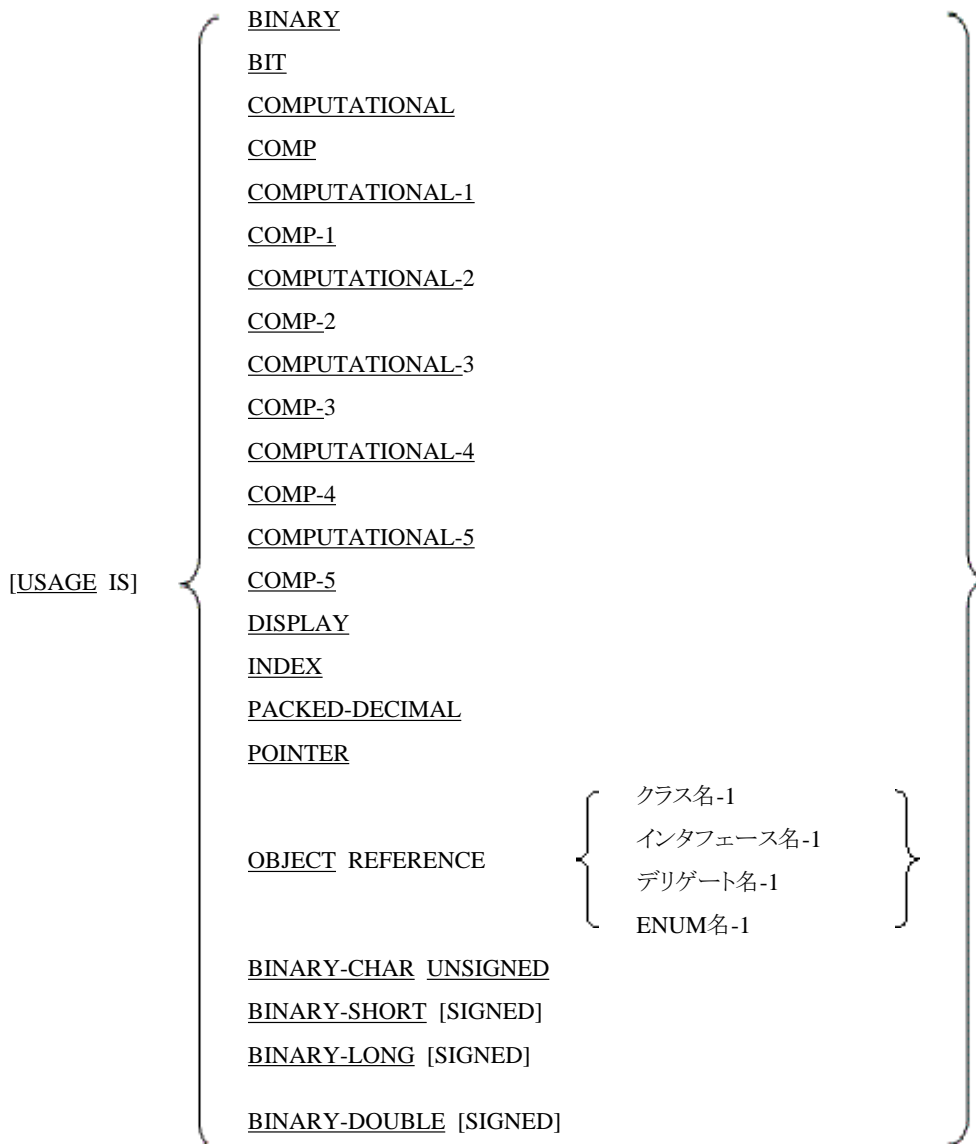 BINARY
BIT
COMPUTATIONAL
COMP
COMPUTATIONAL-1
COMP-1
COMPUTATIONAL-2
COMP-2
COMPUTATIONAL-3
COMP-3
COMPUTATIONAL-4
COMP-4
COMPUTATIONAL-5
[USAGE IS] COMP-5
DISPLAY
INDEX
PACKED-DECIMAL
POINTER
クラス名-1
インタフェース名-1
OBJECT REFERENCE
デリゲート名-1
ENUM名-1
BINARY-CHAR UNSIGNED
BINARY-SHORT [SIGNED]
BINARY-LONG [SIGNED]
BINARY-DOUBLE [SIGNED]